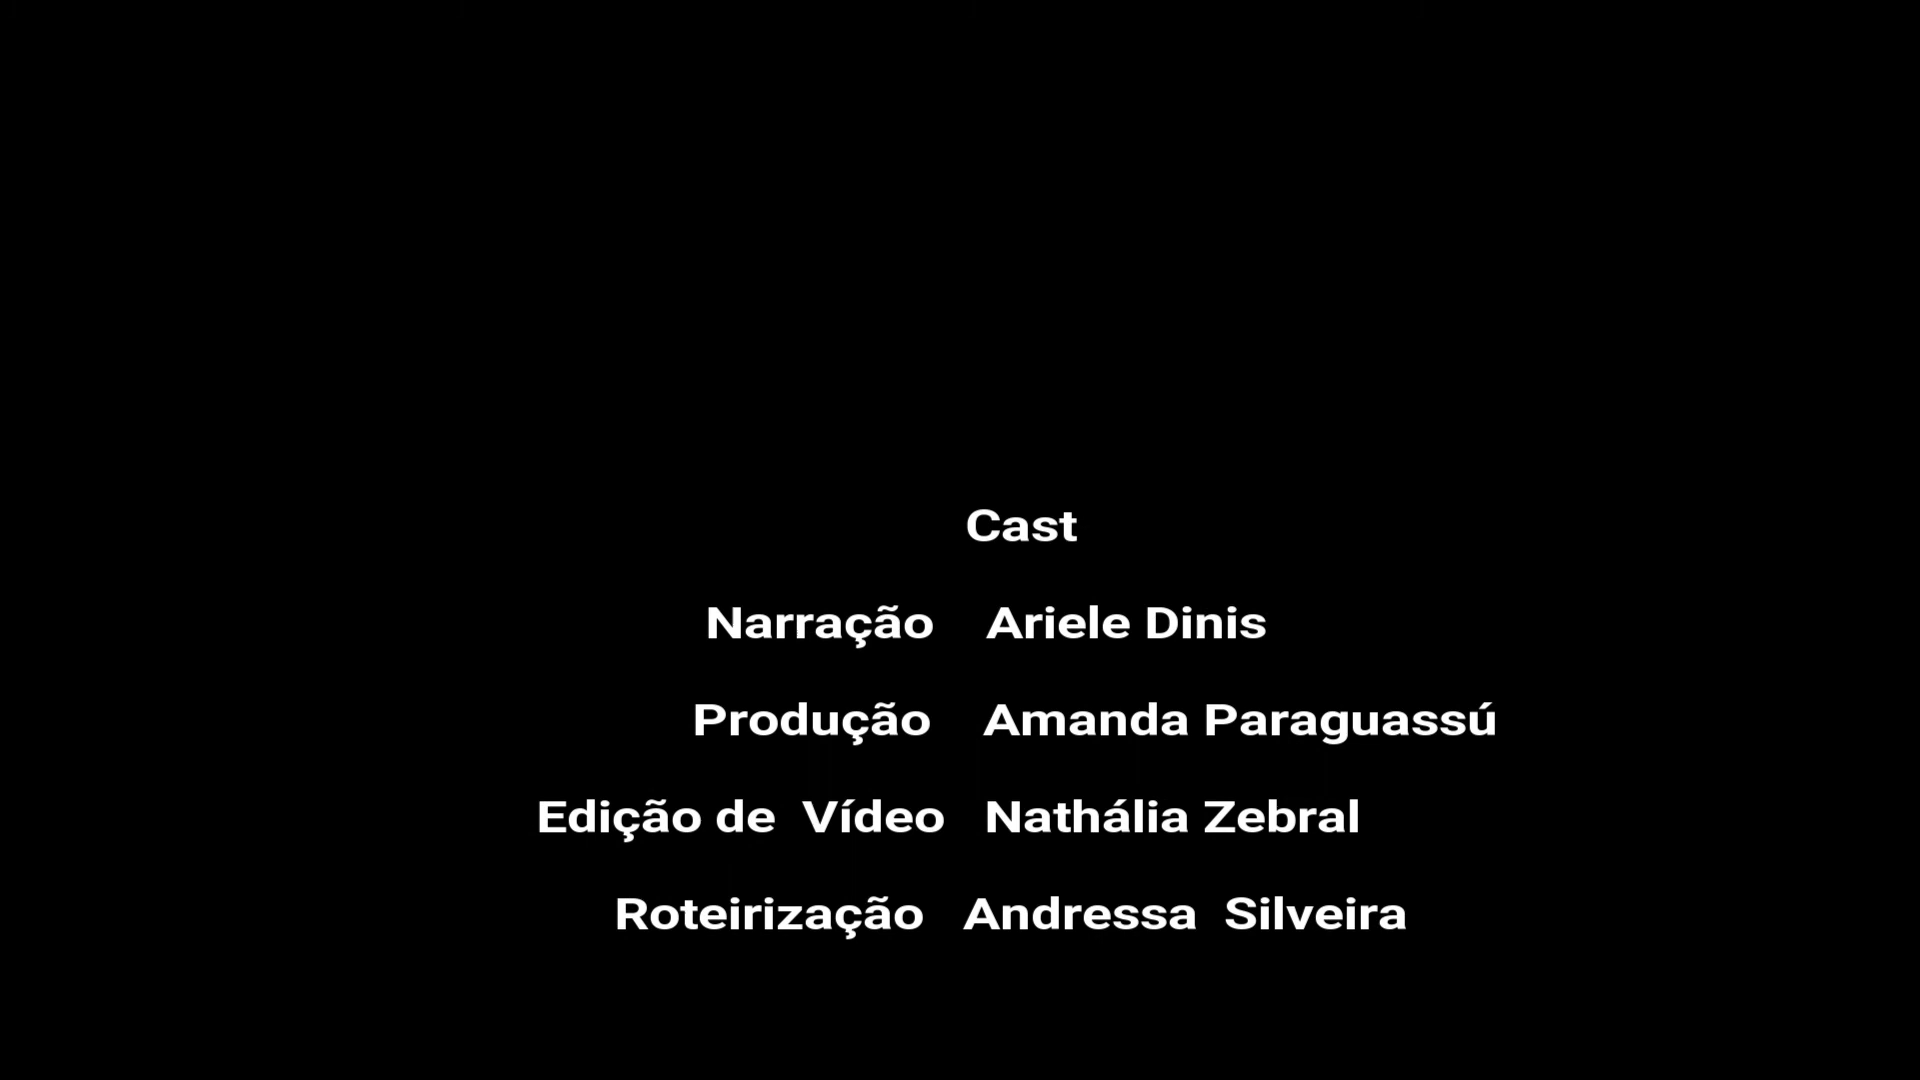 Cast
Narração Ariele Dinis
Produção Amanda Paraguassú
Edição de Vídeo Nathália Zebral
Roteirização Andressa Silveira